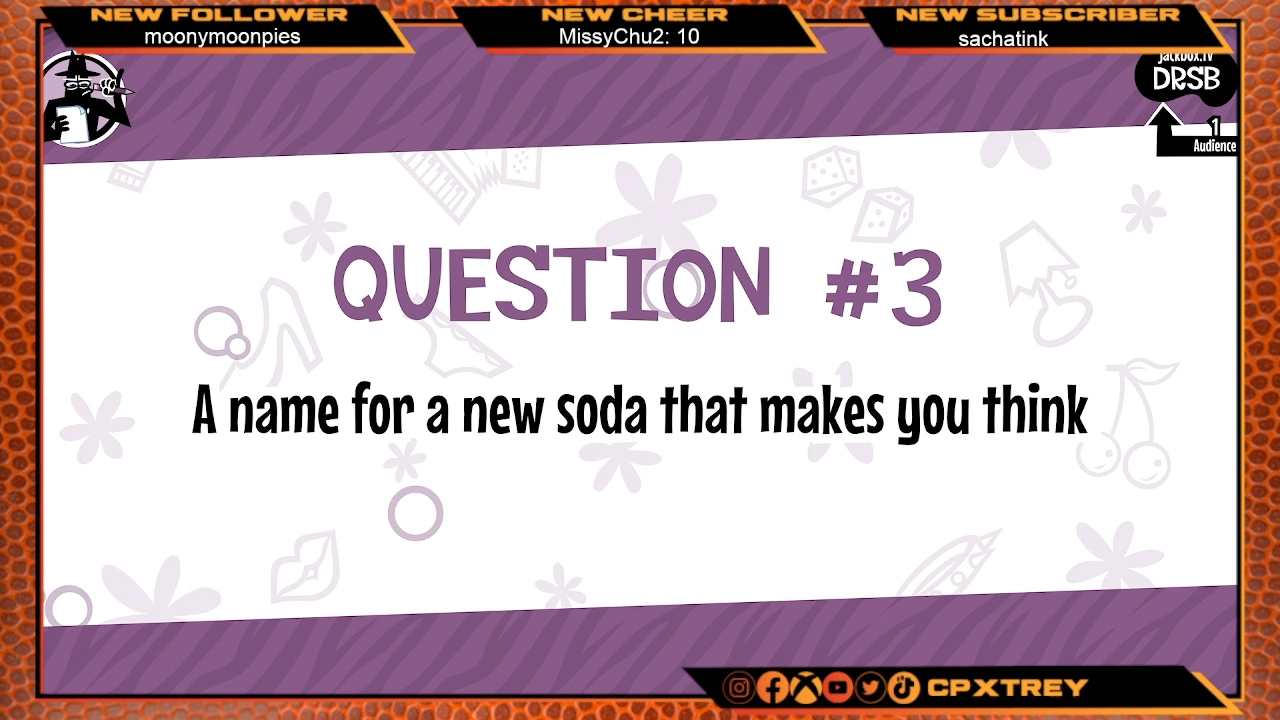 NEW FOLLOWER
moonymoonpies
NEW CHEER
MissyChu2: 10
NEW SUBSCRIBER
sachatink
jackbox.tv
DRSB
1
Audience
QUESTION #3
A name for a new soda that makes you think
CPXTREY